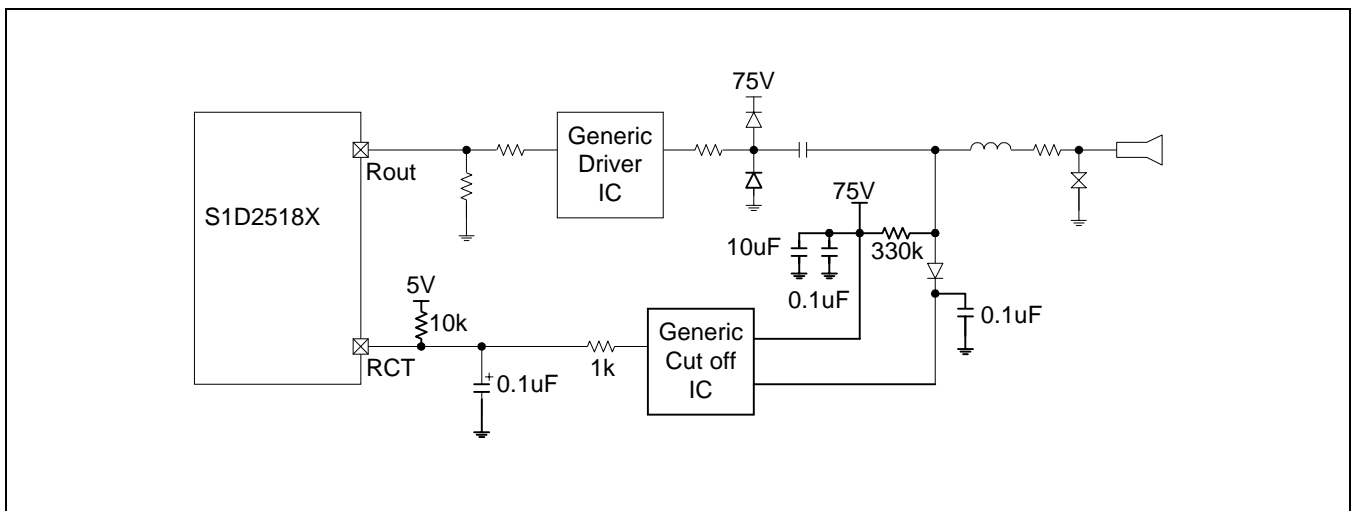 75V
Generic
Driver
IC
Rout
S1D2518X
75V
10uF
330k
0.1uF
5V
10k
0.1uF
Generic
Cut off
IC
RCT
1k
+
0.1uF